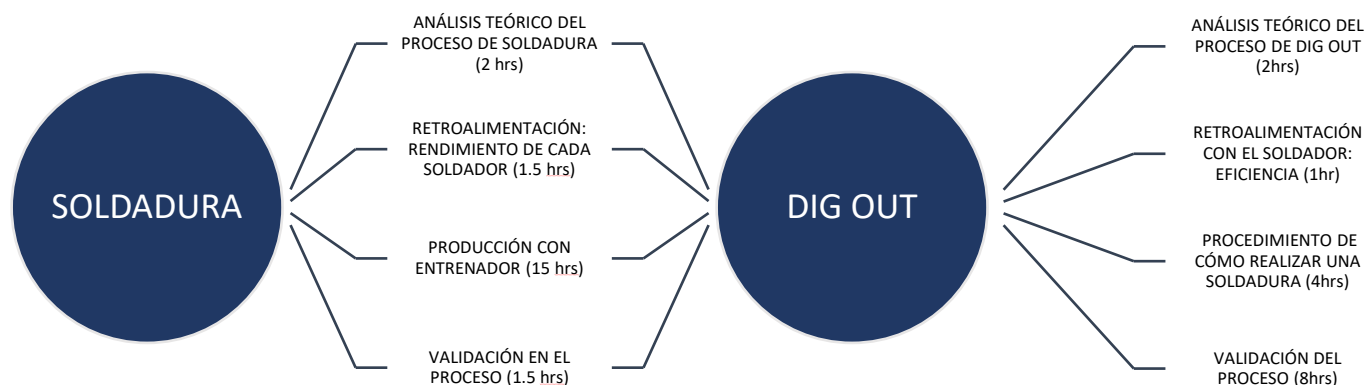 SOLDADURA
ANÁLISIS TEÓRICO DEL
PROCESO DE SOLDADURA
(2 hrs)
RETROALIMENTACIÓN:
RENDIMIENTO DE CADA
SOLDADOR (1.5 hrs)
PRODUCCIÓN CON
ENTRENADOR (15 hrs)
VALIDACIÓN EN EL
PROCESO (1.5 hrs)
DIG OUT
ANÁLISIS TEÓRICO DEL
PROCESO DE DIG OUT
(2hrs)
RETROALIMENTACIÓN
CON EL SOLDADOR:
EFICIENCIA (1hr)
PROCEDIMIENTO DE
CÓMO REALIZAR UNA
SOLDADURA (4hrs)
VALIDACIÓN DEL
PROCESO (8hrs)